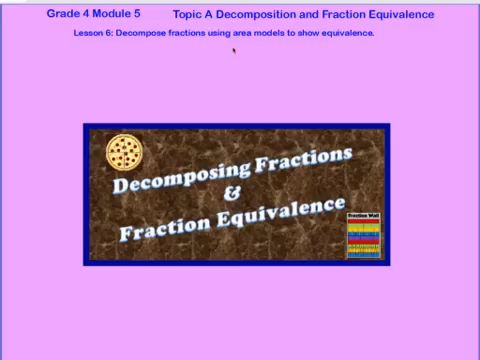 Grade 4 Module 5 Topic A Decomposition and Fraction Equivalence
Lesson 6: Decompose fractions using area models to show equivalence.
Decomposing Fractions
&
Fraction Equivalence
Fraction Wall